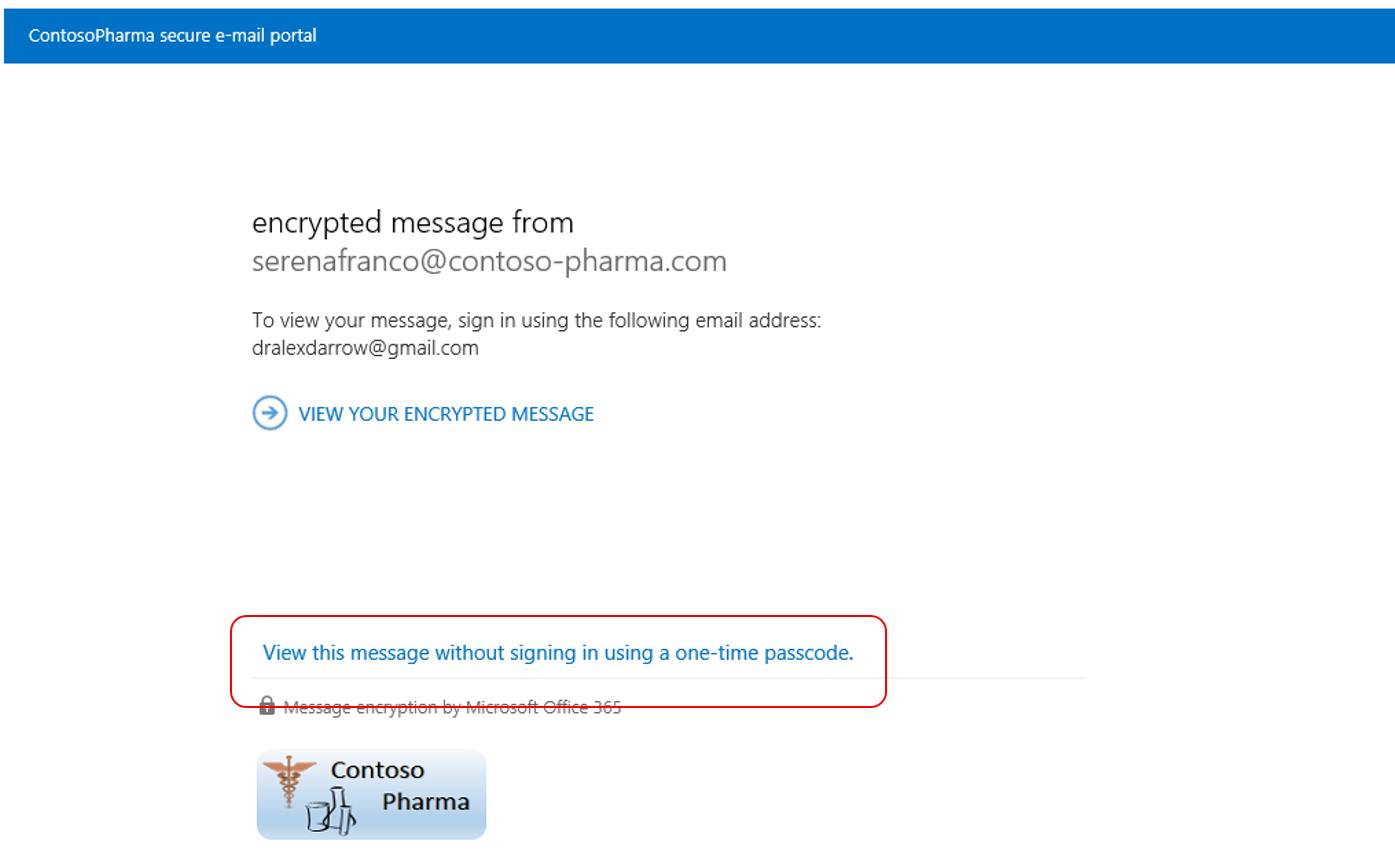 ContosoPharma secure e-mail portal
encrypted message from
serenafranco@contoso-pharma.com
To view your message, sign in using the following email address:
dralexdarrow@gmail.com
VIEW YOUR ENCRYPTED MESSAGE
View this message without signing in using a one-time passcode.
Message encryption by Microsoft Office 365
Contoso
Pharma